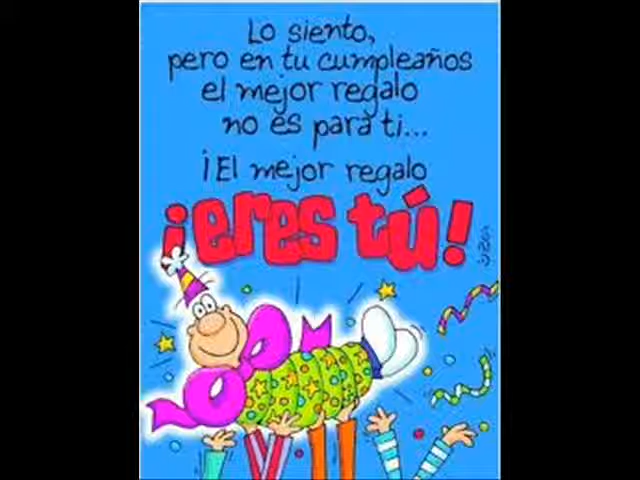 Lo siento,
pero en tu cumpleaños
el mejor regalo
no es para ti...
¡El mejor regalo
¡eres tú!